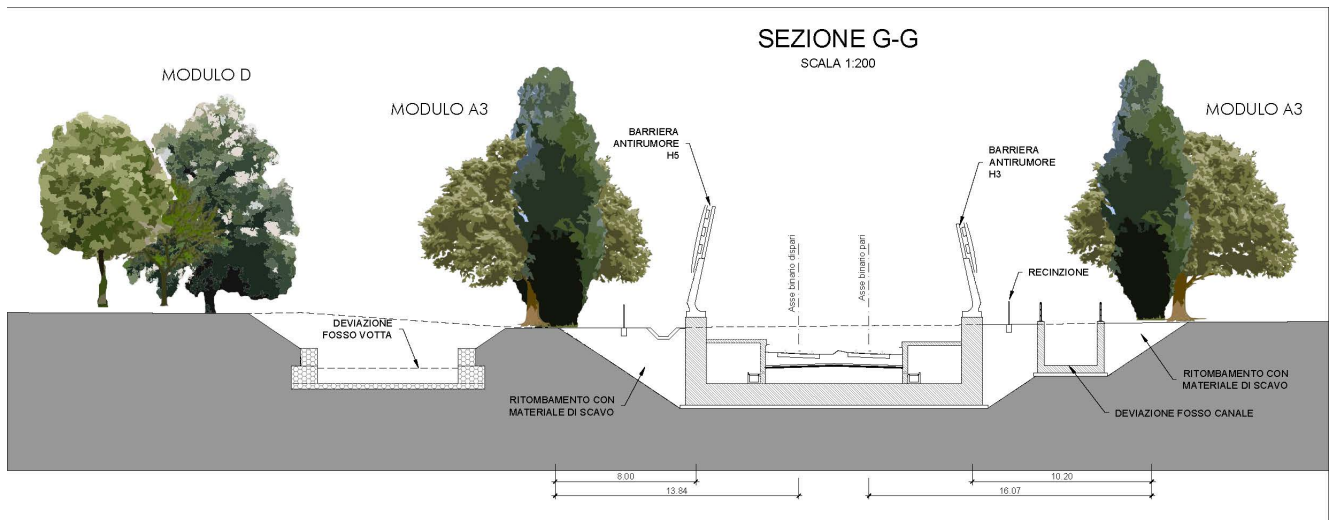 SEZIONE G-G
SCALA 1:200
MODULO D
MODULO A3
MODULO A3
BARRIERA
ANTIRUMORE
H5
BARRIERA
ANTIRUMORE
H3
Asse binario dispari
Asse binario pari
RECINZIONE
DEVIAZIONE
FOSSO VOTTA
RITOMBAMENTO CON
MATERIALE DI SCAVO
RITOMBAMENTO CON
MATERIALE DI SCAVO
DEVIAZIONE FOSSO CANALE
8.00
10.20
13.84
16.07